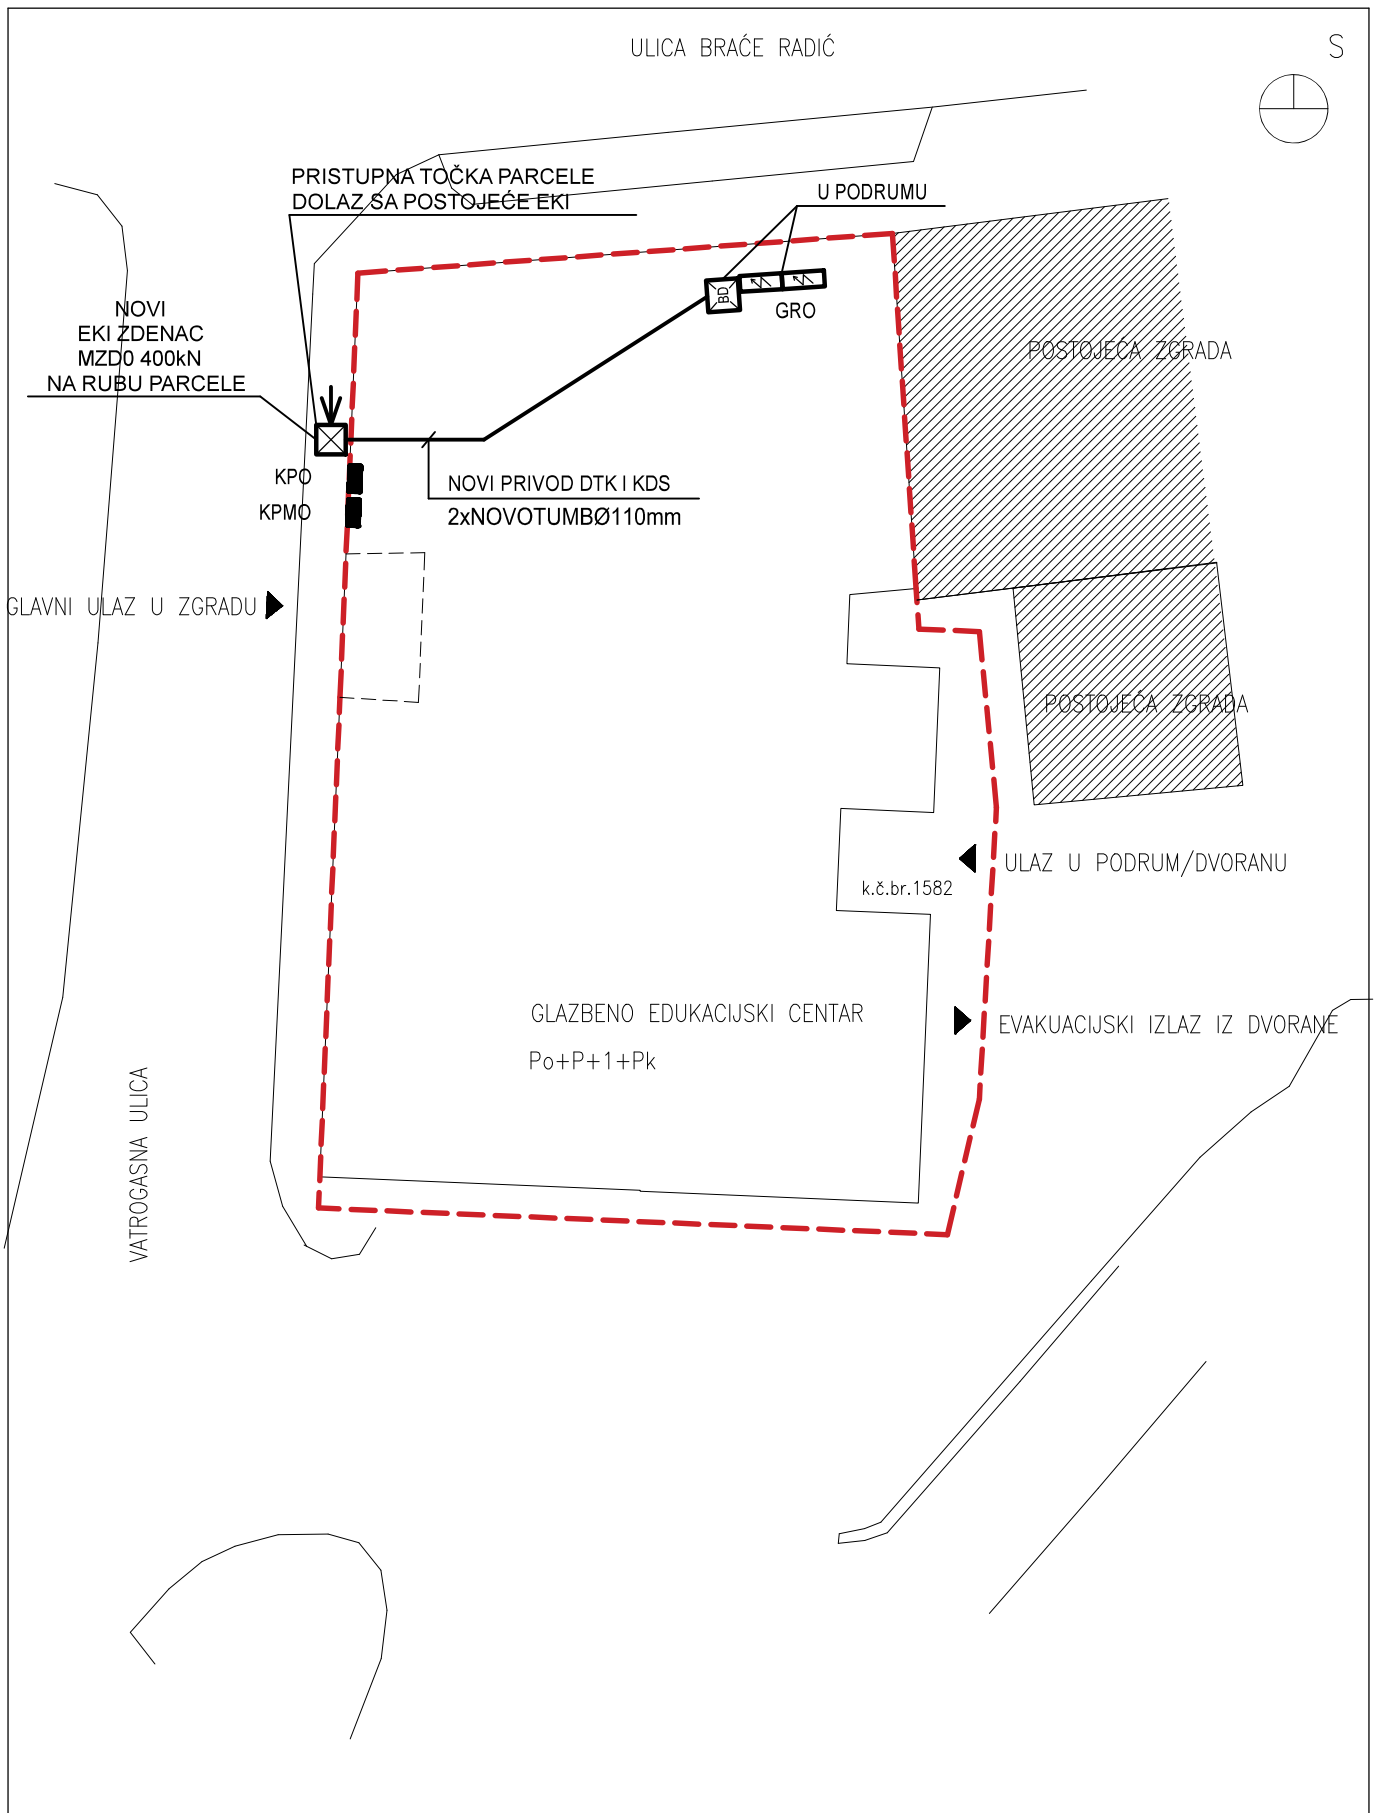 ULICA BRAĆE RADIĆ
S
PRISTUPNA TOČKA PARCELE
DOLAZ SA POSTOJEĆE EKI
U PODRUMU
BD
GRO
NOVI
EKI ZDENAC
MZD0 400kN
NA RUBU PARCELE
POSTOJEĆA ZGRADA
KPO
KPMO
NOVI PRIVOD DTK I KDS
2xNOVOTUMBØ110mm
GLAVNI ULAZ U ZGRADU
POSTOJEĆA ZGRADA
ULAZ U PODRUM/DVORANU
k.č.br.1582
GLAZBENO EDUKACIJSKI CENTAR
Po+P+1+Pk
EVAKUACIJSKI IZLAZ IZ DVORANE
VATROGASNA ULICA